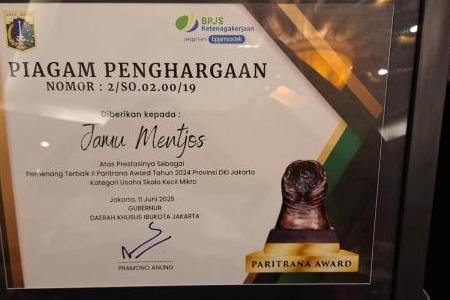 BPJS
Ketenagakerjaan
bpjamsostek
PIAGAM PENGHARGAAN
NOMOR : 2/SO.02.00/19
Diberikan kepada :
Jamu Mentjos
Atas Prestasinya Sebagai
Pemenang Terbaik II Paritrana Award Tahun 2024 Provinsi DKI Jakarta
Kategori Usaha Skala Kecil Mikro
Jakarta, 11 Juni 2025
GUBERNUR
DAERAH KHUSUS IBUKOTA JAKARTA
PRAMONO ANUNG
PARITRANA AWARD